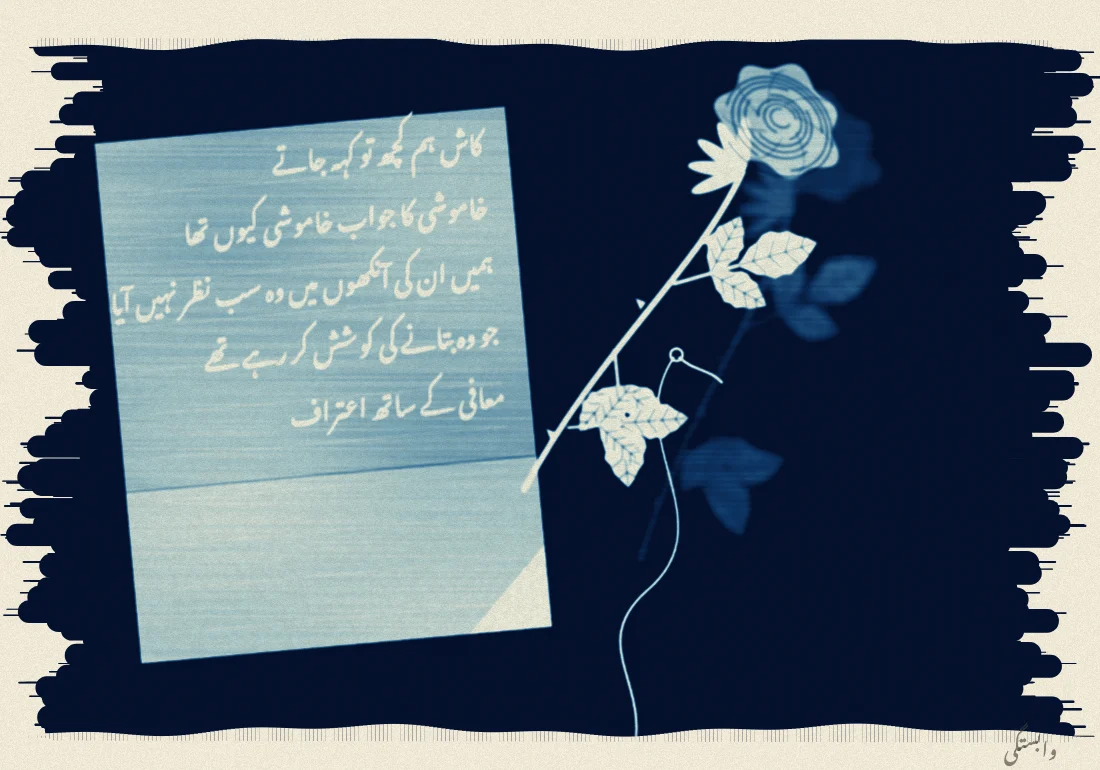 کاش ہم کچھ تو کہہ جاتے
خاموشی کا جواب خاموشی کیوں تھا
ہمیں ان کی آنکھوں میں وہ سب نظر نہیں آیا
جو وہ بتانے کی کوشش کر رہے تھے
معافی کے ساتھ اعتراف
وابستگی